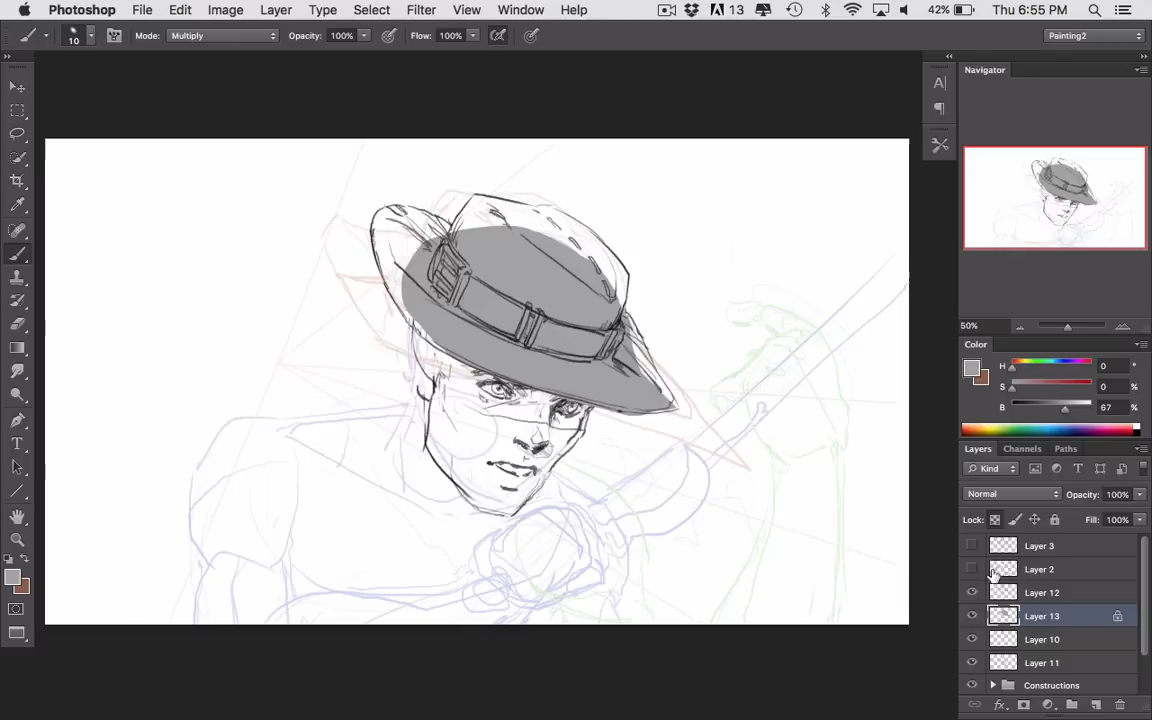 Photoshop File Edit Image Layer Type Select Filter View Window Help 13 42% Thu 6:55 PM
10 Mode: Multiply Opacity: 100% Flow: 100% Painting2
Navigator
50%
Color
H 0 °
S 0 %
B 67 %
Layers Channels Paths
Kind
Normal Opacity: 100%
Lock: Fill: 100%
Layer 3
Layer 2
Layer 12
Layer 13
Layer 10
Layer 11
Constructions